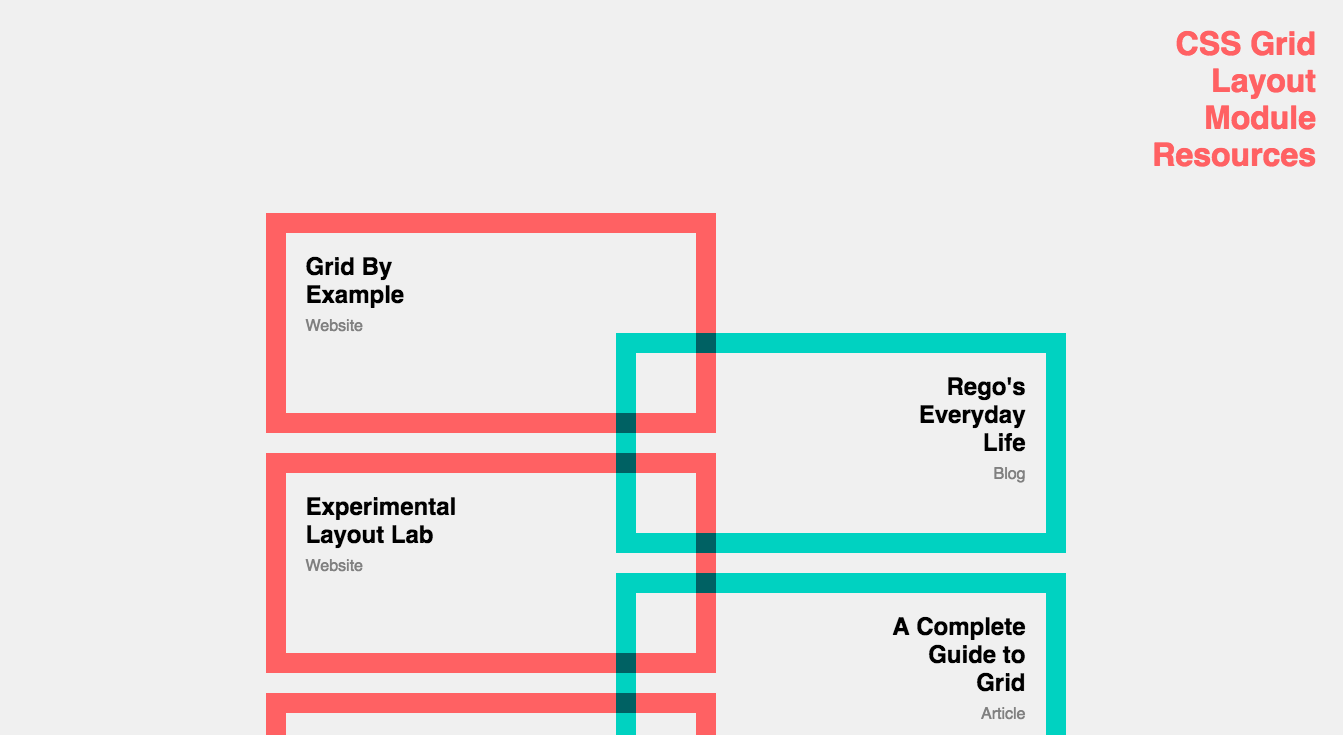 CSS Grid
Layout
Module
Resources
Grid By
Example
Website
Rego's
Everyday
Life
Blog
Experimental
Layout Lab
Website
A Complete
Guide to
Grid
Article